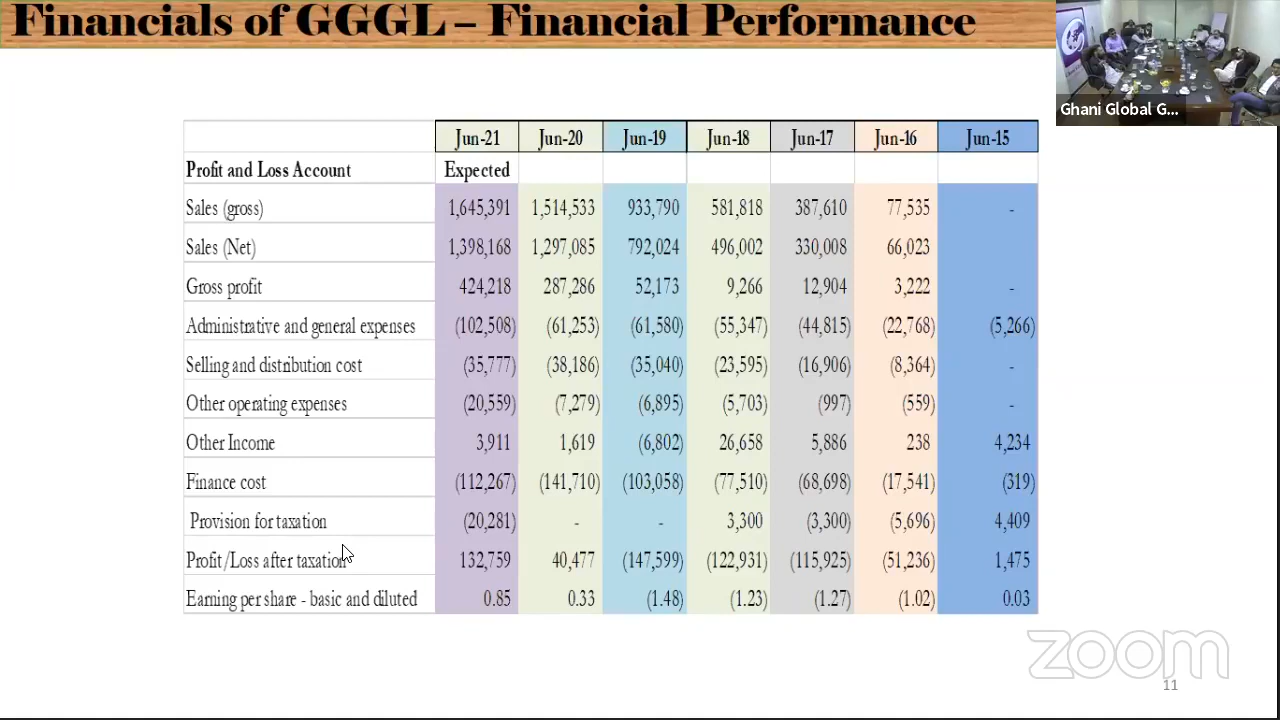 Financials of GGGL – Financial Performance
Ghani Global G...
Jun-21 Jun-20 Jun-19 Jun-18 Jun-17 Jun-16 Jun-15
Profit and Loss Account Expected
Sales (gross) 1,645,391 1,514,533 933,790 581,818 387,610 77,535 -
Sales (Net) 1,398,168 1,297,085 792,024 496,002 330,008 66,023
Gross profit 424,218 287,286 52,173 9,266 12,904 3,222 -
Administrative and general expenses (102,508) (61,253) (61,580) (55,347) (44,815) (22,768) (5,266)
Selling and distribution cost (35,777) (38,186) (35,040) (23,595) (16,906) (8,364) -
Other operating expenses (20,559) (7,279) (6,895) (5,703) (997) (559) -
Other Income 3,911 1,619 (6,802) 26,658 5,886 238 4,234
Finance cost (112,267) (141,710) (103,058) (77,510) (68,698) (17,541) (319)
Provision for taxation (20,281) - - 3,300 (3,300) (5,696) 4,409
Profit/Loss after taxation 132,759 40,477 (147,599) (122,931) (115,925) (51,236) 1,475
Earning per share - basic and diluted 0.85 0.33 (1.48) (1.23) (1.27) (1.02) 0.03
zoom
11